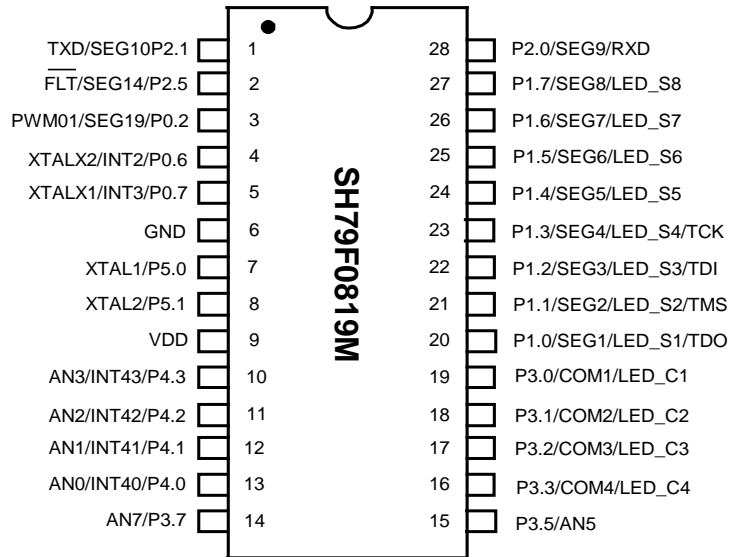 TXD/SEG10P2.1 1 28 P2.0/SEG9/RXD
FLT/SEG14/P2.5 2 27 P1.7/SEG8/LED_S8
PWM01/SEG19/P0.2 3 26 P1.6/SEG7/LED_S7
XTALX2/INT2/P0.6 4 25 P1.5/SEG6/LED_S6
XTALX1/INT3/P0.7 5 24 P1.4/SEG5/LED_S5
GND 6 23 P1.3/SEG4/LED_S4/TCK
XTAL1/P5.0 7 22 P1.2/SEG3/LED_S3/TDI
XTAL2/P5.1 8 21 P1.1/SEG2/LED_S2/TMS
VDD 9 20 P1.0/SEG1/LED_S1/TDO
AN3/INT43/P4.3 10 19 P3.0/COM1/LED_C1
AN2/INT42/P4.2 11 18 P3.1/COM2/LED_C2
AN1/INT41/P4.1 12 17 P3.2/COM3/LED_C3
AN0/INT40/P4.0 13 16 P3.3/COM4/LED_C4
AN7/P3.7 14 15 P3.5/AN5
SH79F0819M